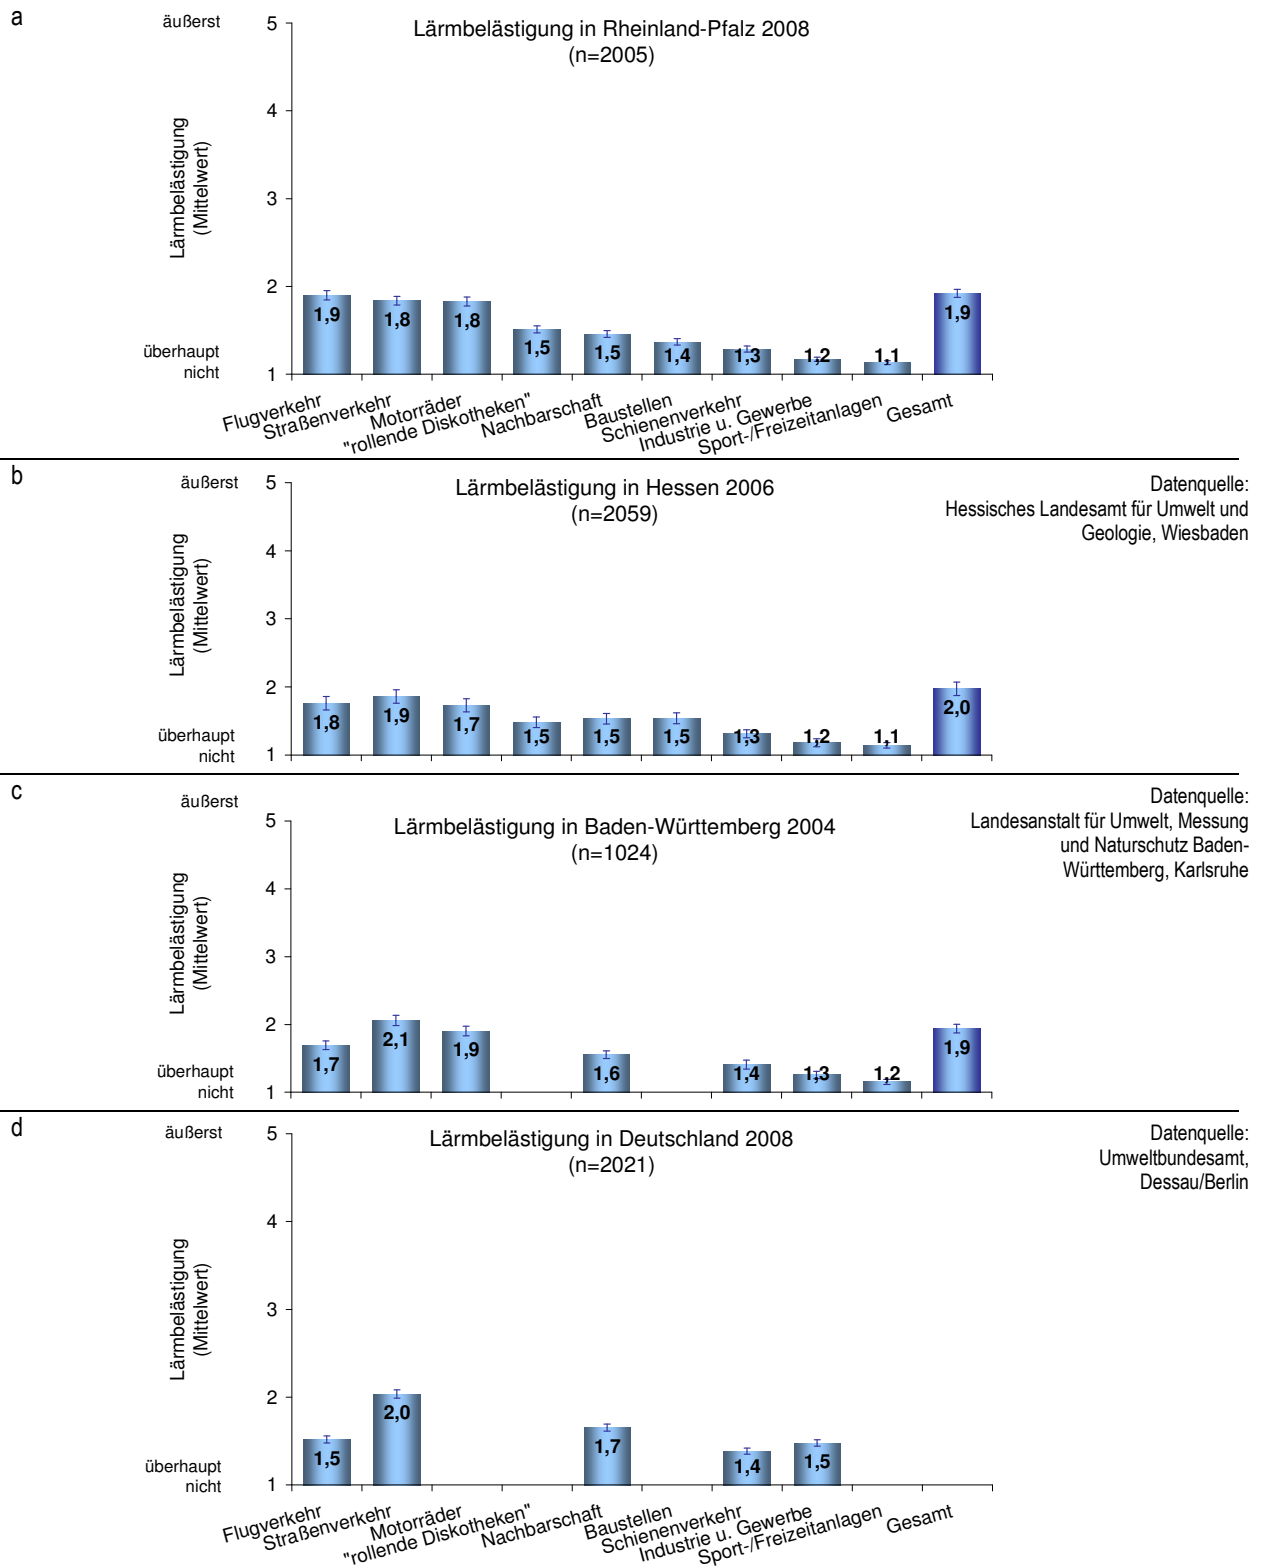 a
äußerst
Lärmbelästigung in Rheinland-Pfalz 2008
(n=2005)
Lärmbelästigung
(Mittelwert)
5
4
3
2
1
überhaupt
nicht
1,9
1,8
1,8
1,5
1,5
1,4
1,3
1,2
1,1
1,9
Flugverkehr
Straßenverkehr
Motorräder
"rollende Diskotheken"
Nachbarschaft
Baustellen
Schienenverkehr
Industrie u. Gewerbe
Sport-/Freizeitanlagen
Gesamt
b
äußerst
Lärmbelästigung in Hessen 2006
(n=2059)
Datenquelle:
Hessisches Landesamt für Umwelt und
Geologie, Wiesbaden
Lärmbelästigung
(Mittelwert)
5
4
3
2
1
überhaupt
nicht
1,8
1,9
1,7
1,5
1,5
1,5
1,3
1,2
1,1
2,0
c
äußerst
Lärmbelästigung in Baden-Württemberg 2004
(n=1024)
Datenquelle:
Landesanstalt für Umwelt, Messung
und Naturschutz Baden-
Württemberg, Karlsruhe
Lärmbelästigung
(Mittelwert)
5
4
3
2
1
überhaupt
nicht
1,7
2,1
1,9
1,6
1,4
1,3
1,2
1,9
d
äußerst
Lärmbelästigung in Deutschland 2008
(n=2021)
Datenquelle:
Umweltbundesamt,
Dessau/Berlin
Lärmbelästigung
(Mittelwert)
5
4
3
2
1
überhaupt
nicht
1,5
2,0
1,7
1,4
1,5
Flugverkehr
Straßenverkehr
Motorräder
"rollende Diskotheken"
Nachbarschaft
Baustellen
Schienenverkehr
Industrie u. Gewerbe
Sport-/Freizeitanlagen
Gesamt